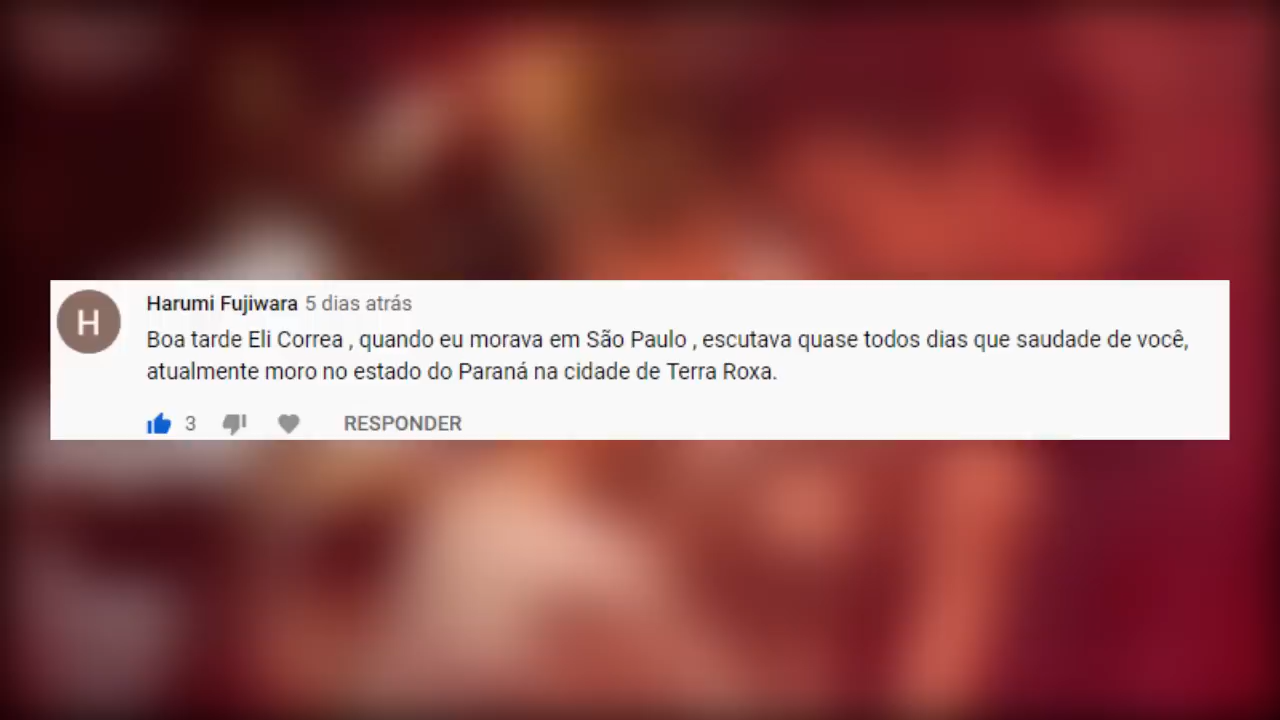 H
Harumi Fujiwara 5 dias atrás
Boa tarde Eli Correa , quando eu morava em São Paulo , escutava quase todos dias que saudade de você,
atualmente moro no estado do Paraná na cidade de Terra Roxa.
3 RESPONDER